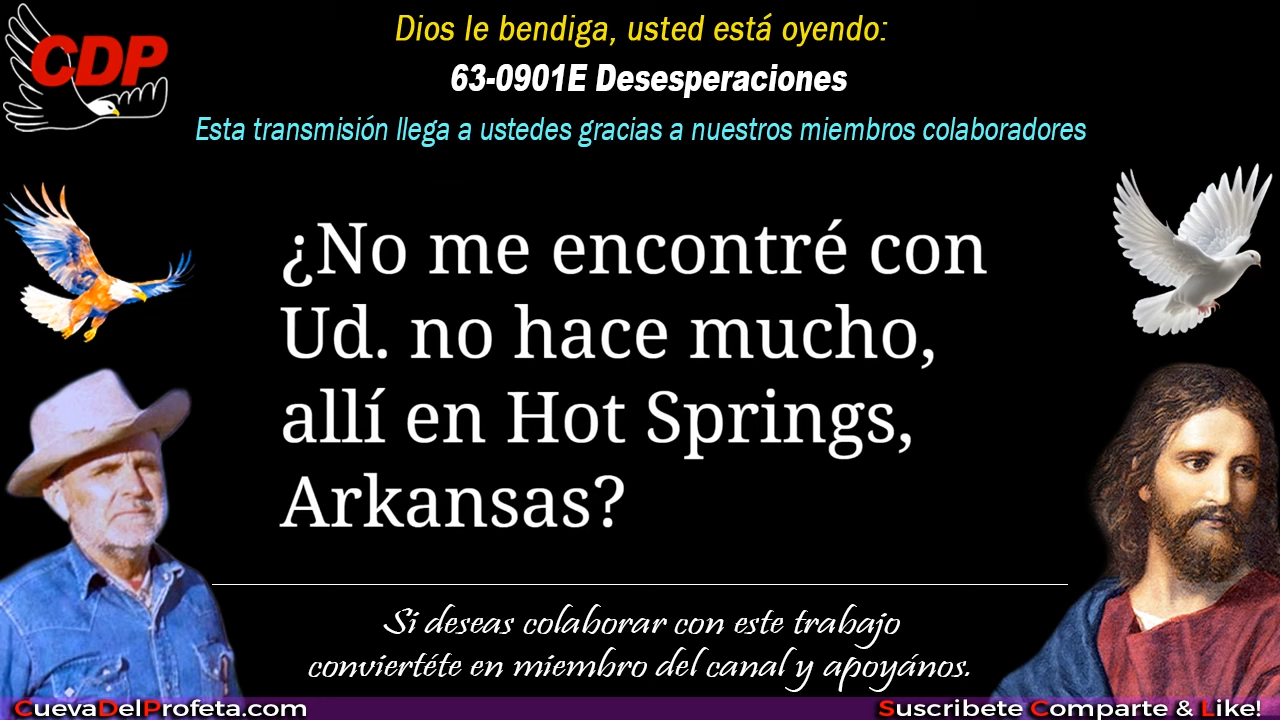 CDP
Dios le bendiga, usted está oyendo:
63-0901E Desesperaciones
Esta transmisión llega a ustedes gracias a nuestros miembros colaboradores
¿No me encontré con
Ud. no hace mucho,
allí en Hot Springs,
Arkansas?
Si deseas colaborar con este trabajo
conviertéte en miembro del canal y apoyános.
CuevaDelProfeta.com
Suscribete Comparte & Like!